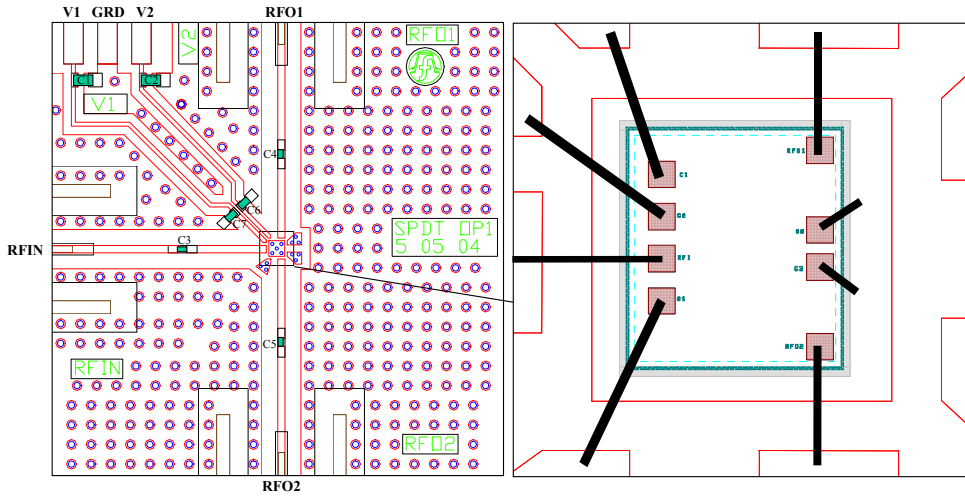 V1 GRD V2 RFO1
V2
RFO1
V1
C4
C6
C7
SPDT OP1
5 05 04
RFIN
C3
C5
RFIN
RFO2
RFO2
RFO1
C1
C2
RFI
G1
C3
RFO2